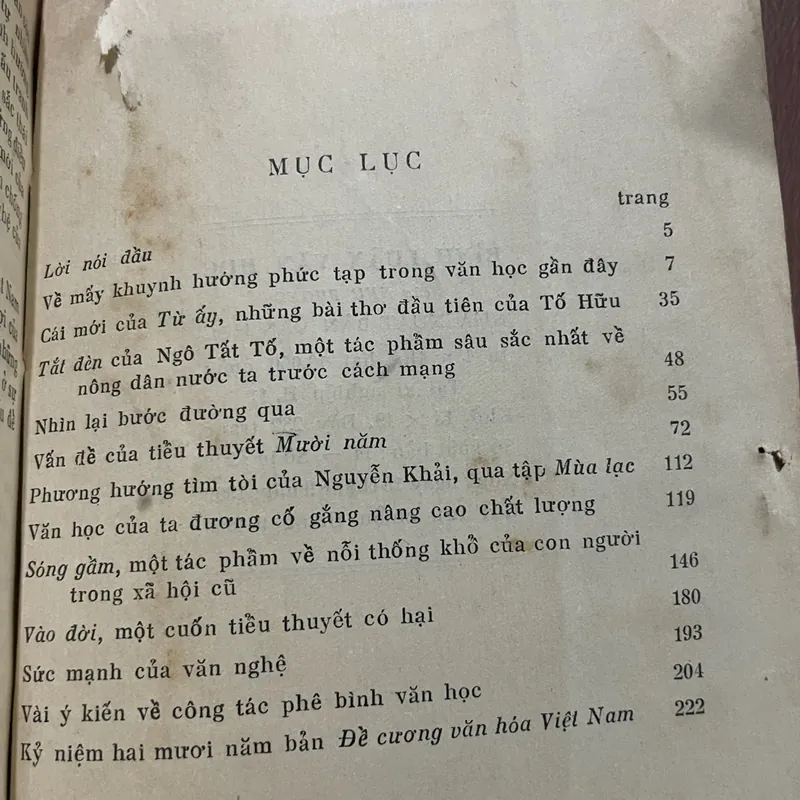 MỤC LỤC
trang
Lời nói đầu 5
Về mấy khuynh hướng phức tạp trong văn học gần đây 7
Cái mới của Từ ấy, những bài thơ đầu tiên của Tố Hữu 35
Tắt đèn của Ngô Tất Tố, một tác phẩm sâu sắc nhất về
nông dân nước ta trước cách mạng 48
Nhìn lại bước đường qua 55
Vấn đề của tiểu thuyết Mười năm 72
Phương hướng tìm tòi của Nguyễn Khải, qua tập Mùa lạc 112
Văn học của ta đương cố gắng nâng cao chất lượng 119
Sóng gầm, một tác phẩm về nỗi thống khổ của con người
trong xã hội cũ 146
Vào đời, một cuốn tiểu thuyết có hại 180
Sức mạnh của văn nghệ 193
Vài ý kiến về công tác phê bình văn học 204
Kỷ niệm hai mươi năm bản Đề cương văn hóa Việt Nam 222